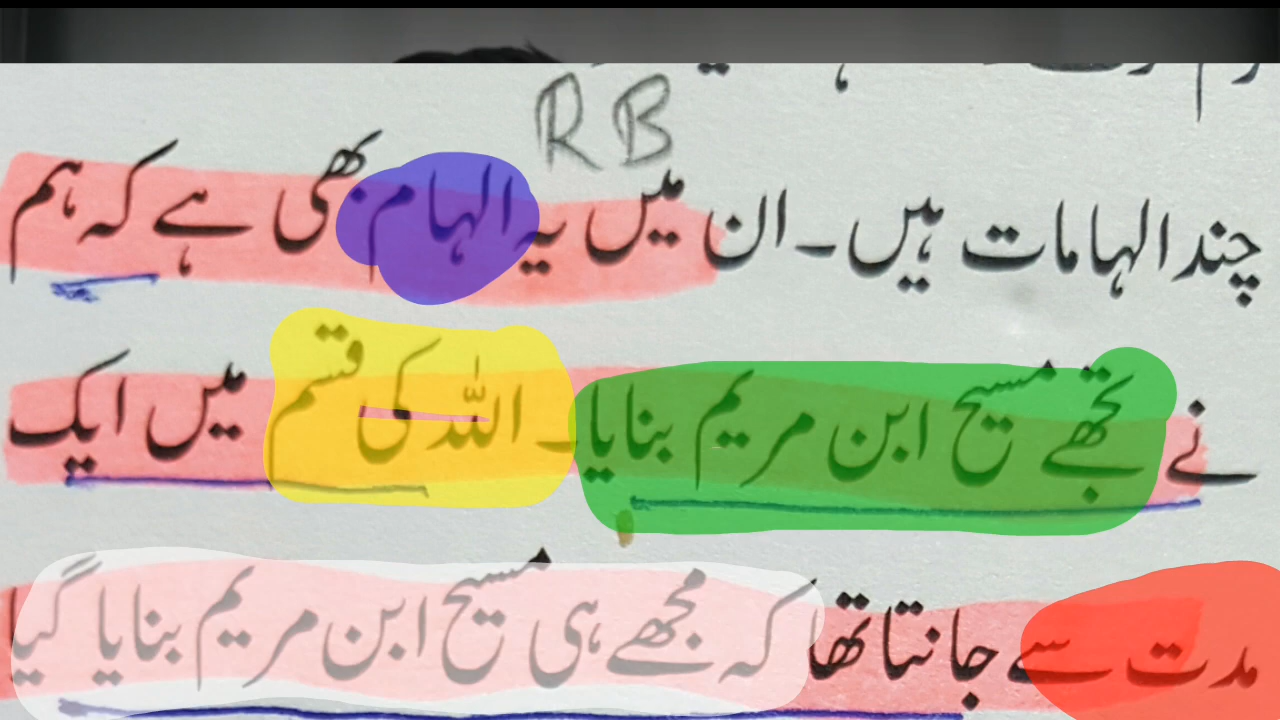 RB
چند الہامات ہیں۔ ان میں یہ الہام بھی ہے کہ ہم
نے تجھے مسیح ابن مریم بنایا۔ اللہ کی قسم میں ایک
مدت سے جانتا تھا کہ مجھے ہی مسیح ابن مریم بنایا گیا